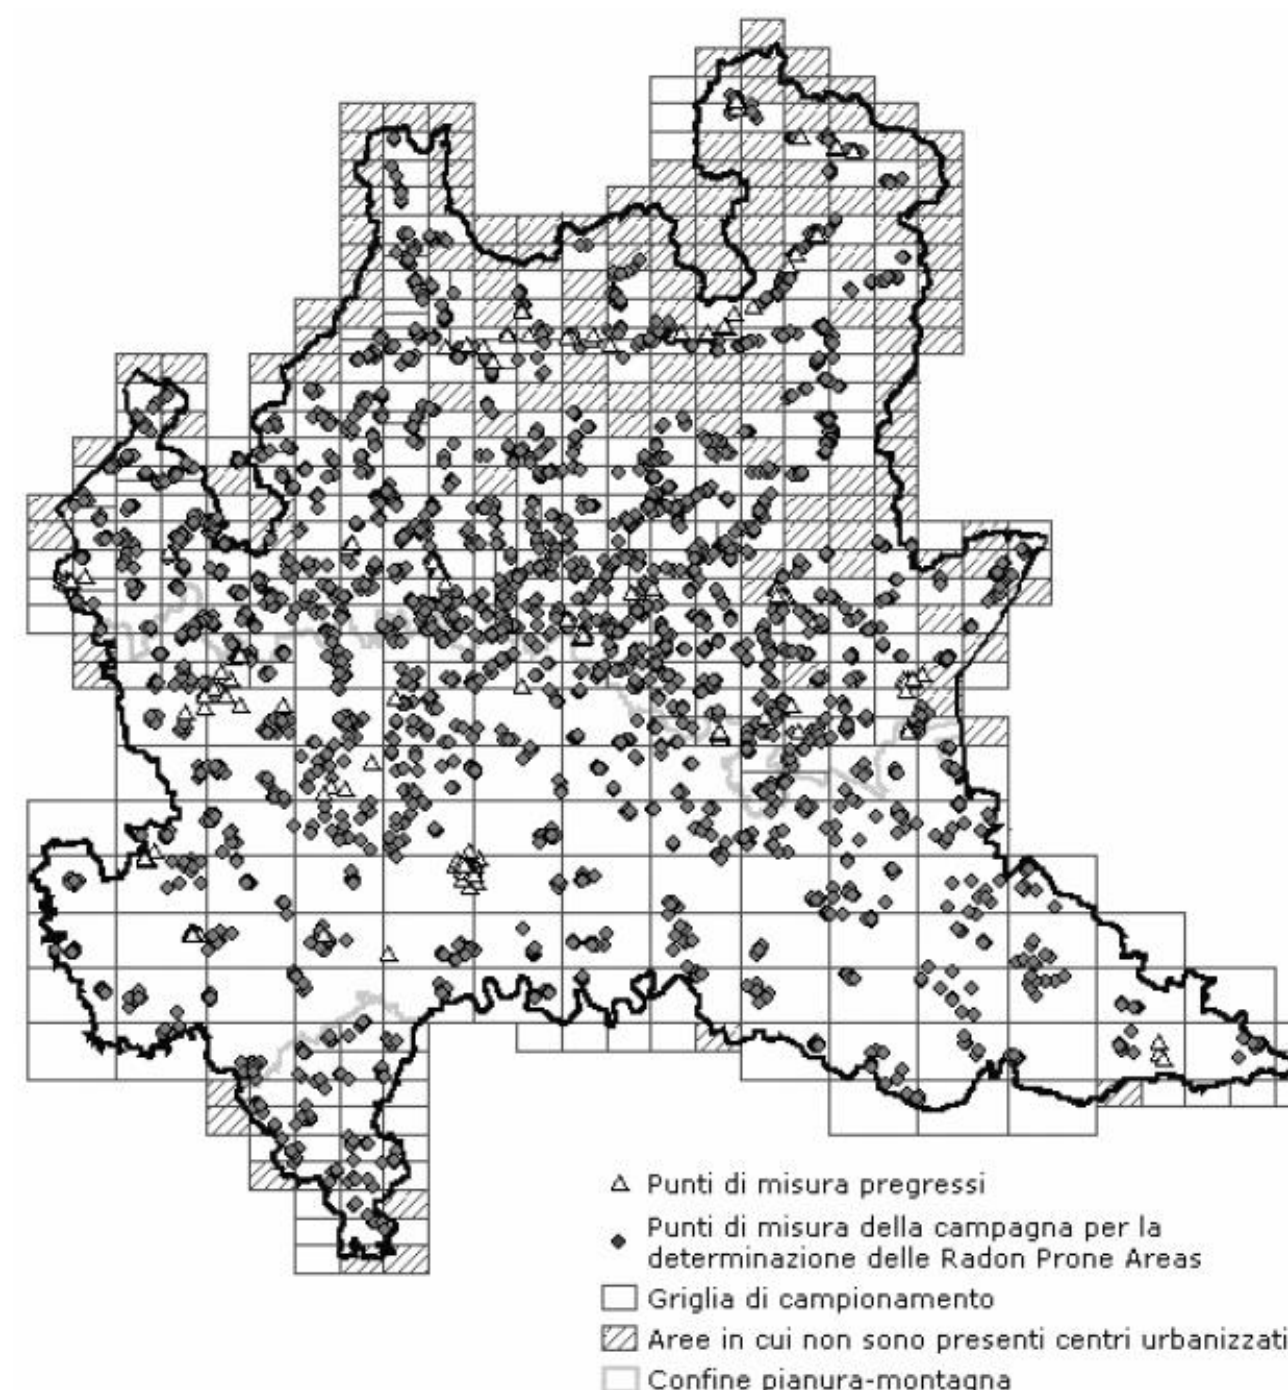 Punti di misura pregressi
Punti di misura della campagna per la
determinazione delle Radon Prone Areas
Griglia di campionamento
Aree in cui non sono presenti centri urbanizzati
Confine pianura-montagna